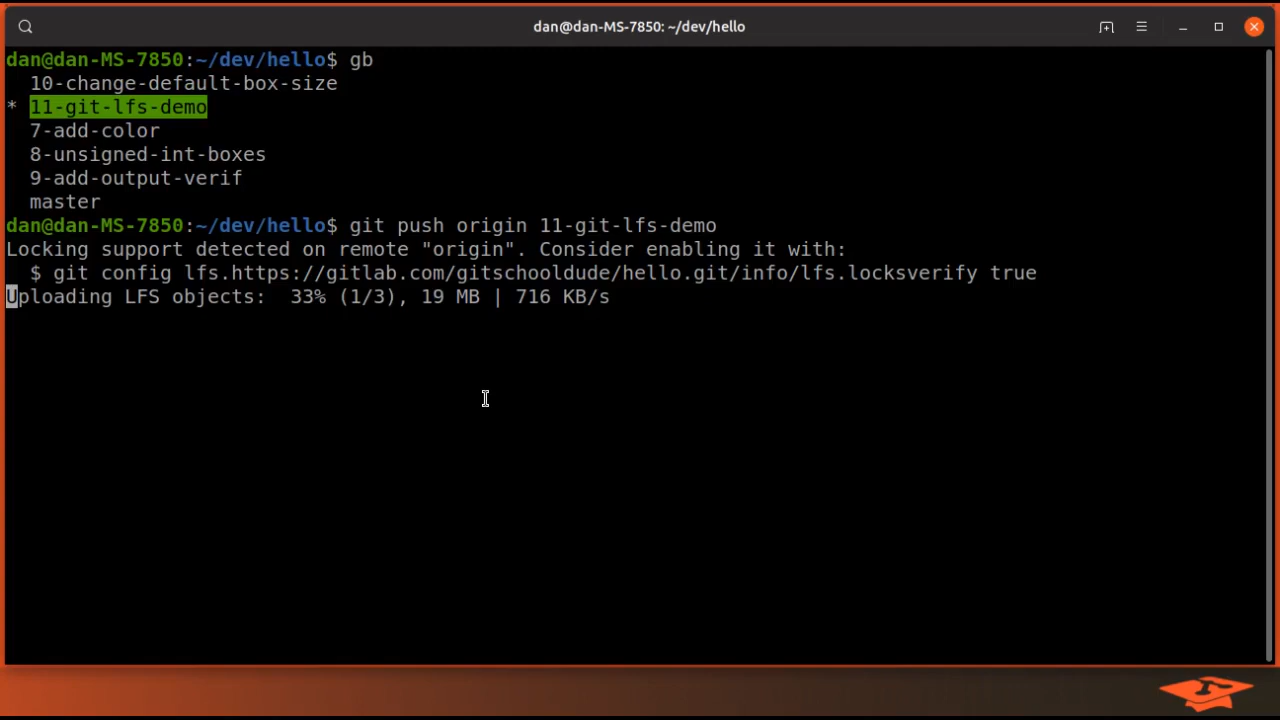 dan@dan-MS-7850: ~/dev/hello
dan@dan-MS-7850:~/dev/hello$ gb
  10-change-default-box-size
* 11-git-lfs-demo
  7-add-color
  8-unsigned-int-boxes
  9-add-output-verif
  master
dan@dan-MS-7850:~/dev/hello$ git push origin 11-git-lfs-demo
Locking support detected on remote "origin". Consider enabling it with:
  $ git config lfs.https://gitlab.com/gitschooldude/hello.git/info/lfs.locksverify true
Uploading LFS objects:  33% (1/3), 19 MB | 716 KB/s